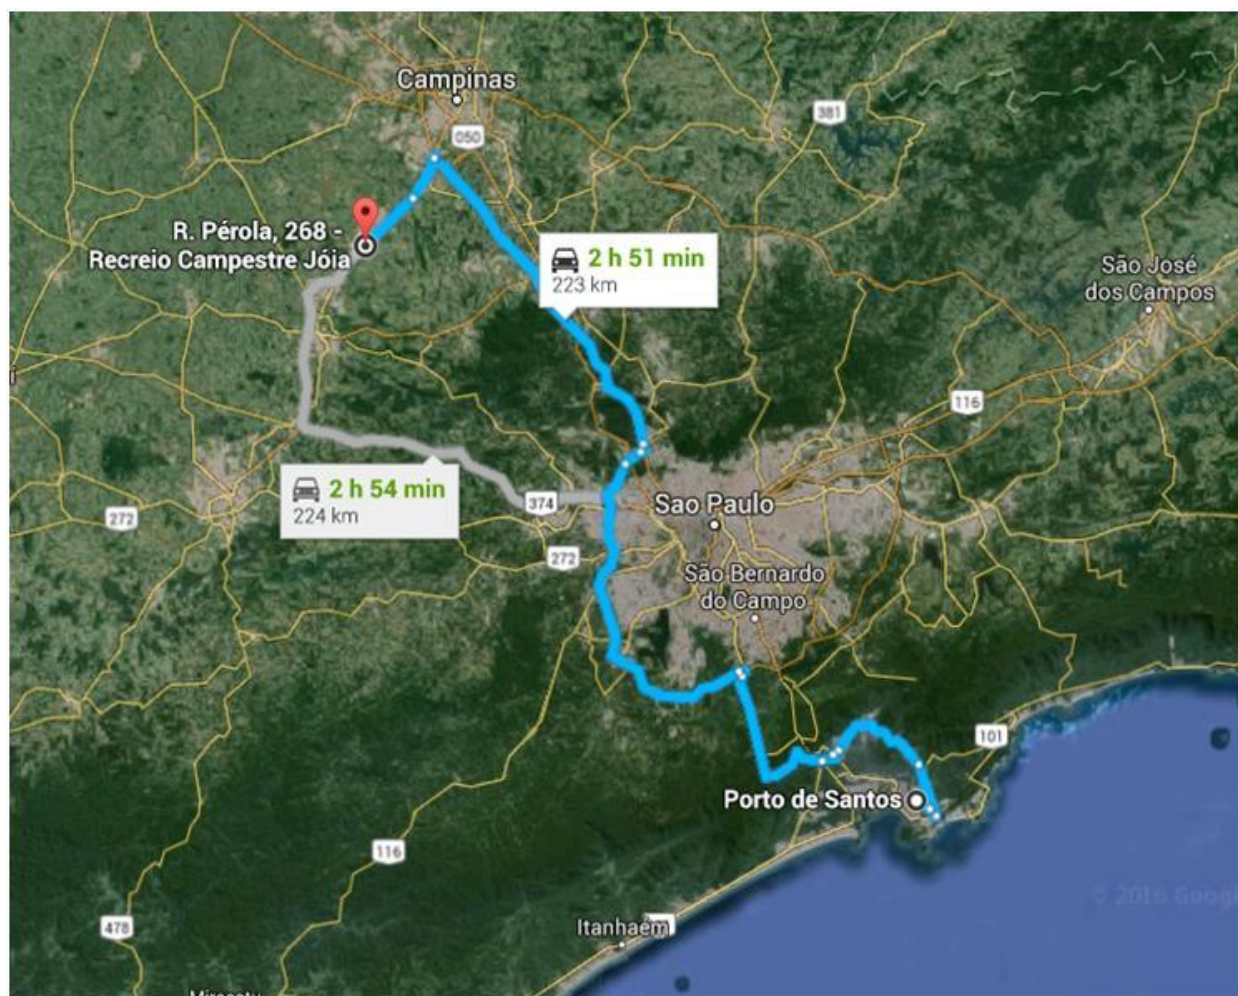 Campinas
050
381
R. Pérola, 268 -
Recreio Campestre Jóia
2 h 51 min
223 km
São José
dos Campos
116
2 h 54 min
224 km
374
272
272
Sao Paulo
São Bernardo
do Campo
101
Porto de Santos
116
478
Itanhaém
© 2016 Google